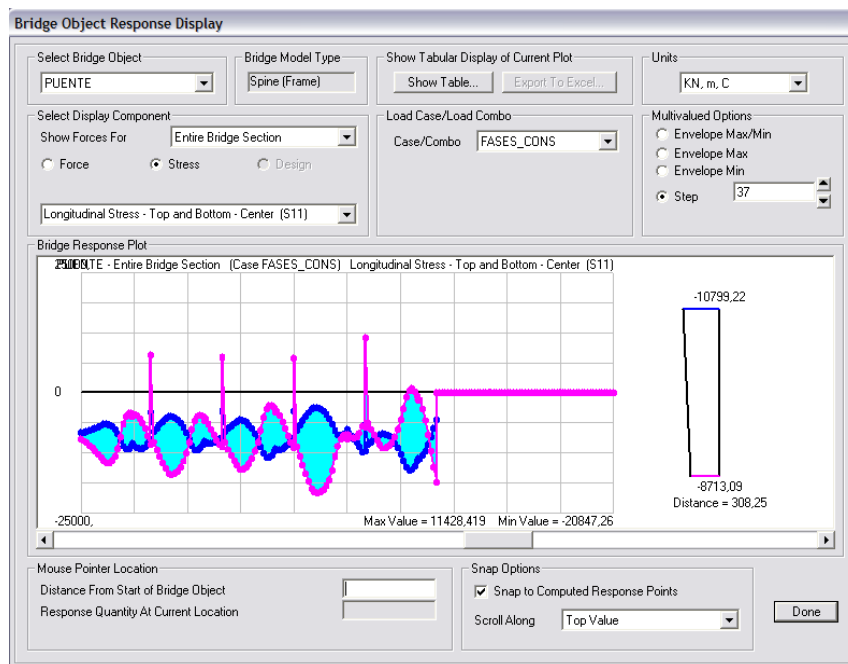 Bridge Object Response Display
Select Bridge Object
PUENTE
Bridge Model Type
Spine (Frame)
Show Tabular Display of Current Plot
Show Table...
Export To Excel...
Units
KN, m, C
Select Display Component
Show Forces For
Entire Bridge Section
Force
Stress
Design
Longitudinal Stress - Top and Bottom - Center (S11)
Load Case/Load Combo
Case/Combo
FASES_CONS
Multivalued Options
Envelope Max/Min
Envelope Max
Envelope Min
Step
37
Bridge Response Plot
PUENTE - Entire Bridge Section (Case FASES_CONS) Longitudinal Stress - Top and Bottom - Center (S11)
0
-25000,
Max Value = 11428,419 Min Value = -20847,26
-10799,22
-8713,09
Distance = 308,25
Mouse Pointer Location
Distance From Start of Bridge Object
Response Quantity At Current Location
Snap Options
Snap to Computed Response Points
Scroll Along
Top Value
Done